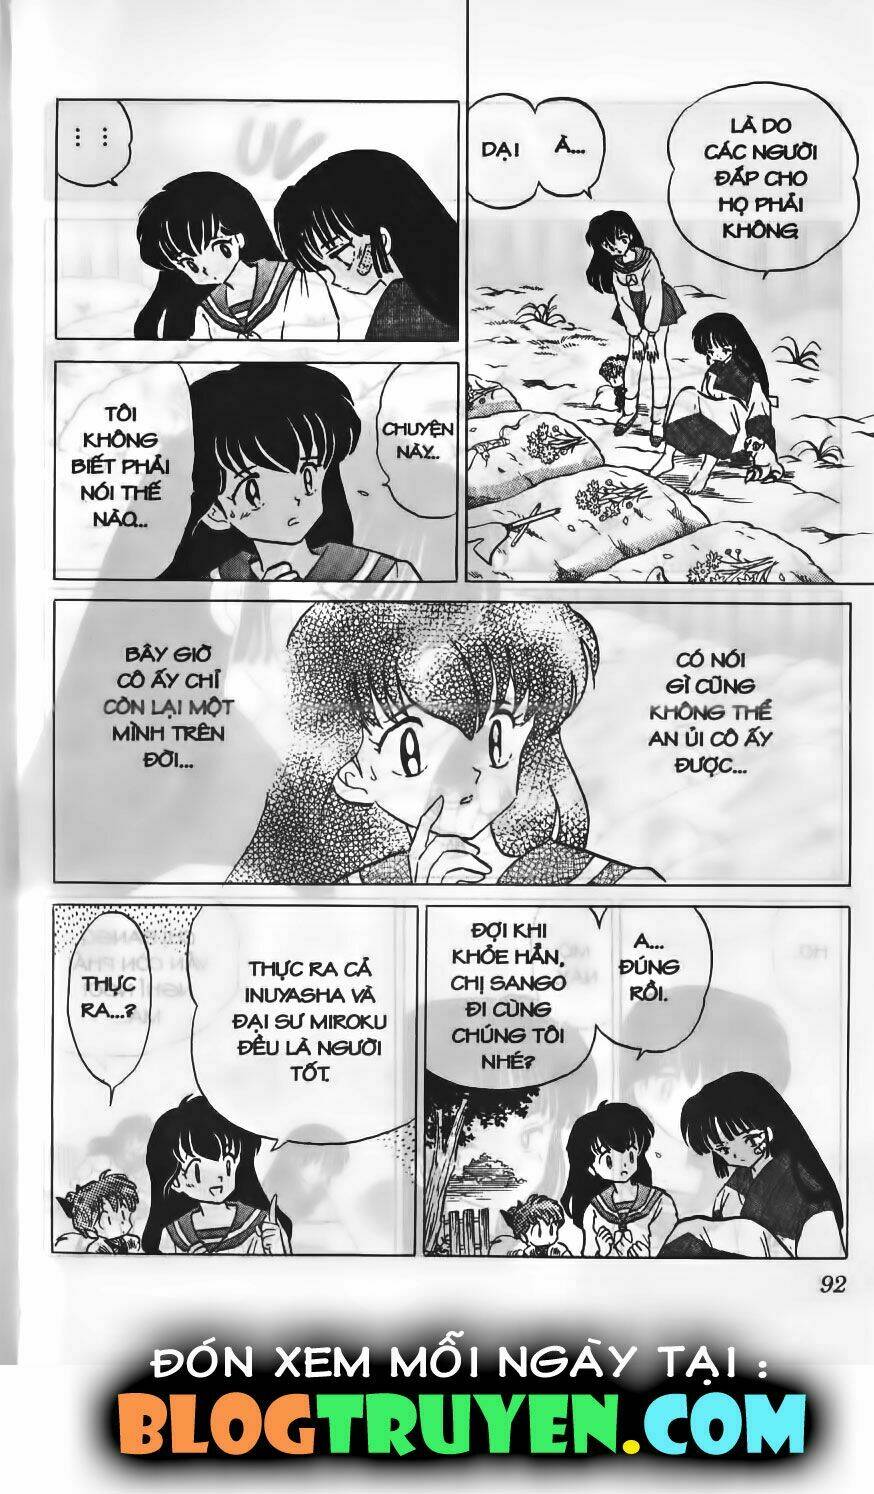 LÀ DO
CÁC NGƯỜI
ĐẮP CHO
HỌ PHẢI
KHÔNG.
À...
DẠI
CHUYỆN
NÀY...
TÔI
KHÔNG
BIẾT PHẢI
NÓI THẾ
NÀO...
CÓ NÓI
GÌ CŨNG
KHÔNG THỂ
AN ỦI CÔ ẤY
ĐƯỢC...
BÂY GIỜ
CÔ ẤY CHỈ
CÒN LẠI MỘT
MÌNH TRÊN
ĐỜI...
A...
ĐÚNG
RỒI.
ĐỢI KHI
KHỎE HẲN,
CHỊ SANGO
ĐI CÙNG
CHÚNG TÔI
NHÉ?
THỰC RA CẢ
INUYASHA VÀ
ĐẠI SƯ MIROKU
ĐỀU LÀ NGƯỜI
TỐT.
THỰC
RA...?
92
ĐÓN XEM MỖI NGÀY TẠI :
BLOGTRUYEN.COM